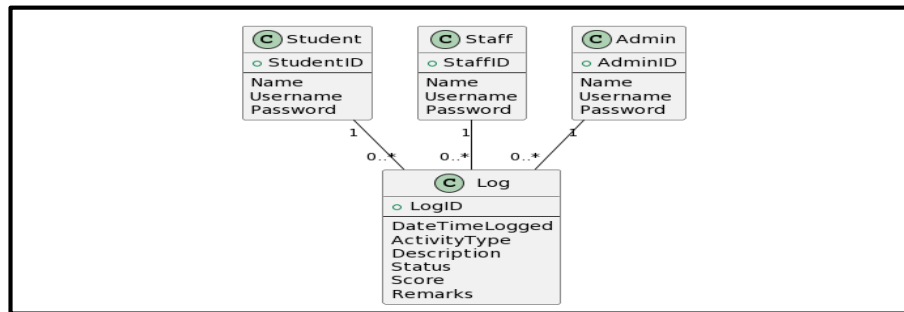 C Student
StudentID
Name
Username
Password
C Staff
StaffID
Name
Username
Password
C Admin
AdminID
Name
Username
Password
1
1
1
0..*
0..*
0..*
C Log
LogID
DateTimeLogged
ActivityType
Description
Status
Score
Remarks